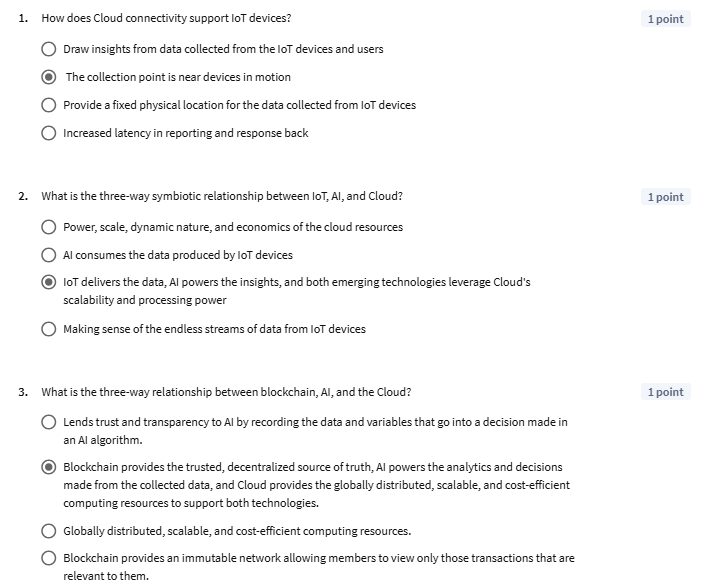 1. How does Cloud connectivity support IoT devices? 1 point
Draw insights from data collected from the IoT devices and users
The collection point is near devices in motion
Provide a fixed physical location for the data collected from IoT devices
Increased latency in reporting and response back
2. What is the three-way symbiotic relationship between IoT, AI, and Cloud? 1 point
Power, scale, dynamic nature, and economics of the cloud resources
AI consumes the data produced by IoT devices
IoT delivers the data, AI powers the insights, and both emerging technologies leverage Cloud's
scalability and processing power
Making sense of the endless streams of data from IoT devices
3. What is the three-way relationship between blockchain, AI, and the Cloud? 1 point
Lends trust and transparency to AI by recording the data and variables that go into a decision made in
an AI algorithm.
Blockchain provides the trusted, decentralized source of truth, AI powers the analytics and decisions
made from the collected data, and Cloud provides the globally distributed, scalable, and cost-efficient
computing resources to support both technologies.
Globally distributed, scalable, and cost-efficient computing resources.
Blockchain provides an immutable network allowing members to view only those transactions that are
relevant to them.